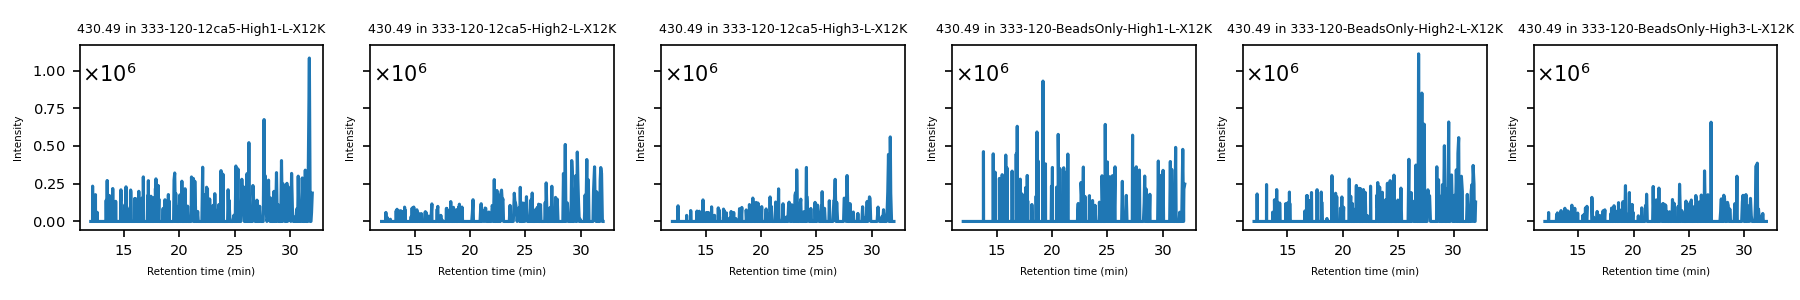 430.49 in 333-120-12ca5-High1-L-X12K
430.49 in 333-120-12ca5-High2-L-X12K
430.49 in 333-120-12ca5-High3-L-X12K
430.49 in 333-120-BeadsOnly-High1-L-X12K
430.49 in 333-120-BeadsOnly-High2-L-X12K
430.49 in 333-120-BeadsOnly-High3-L-X12K
×10⁶
×10⁶
×10⁶
×10⁶
×10⁶
×10⁶
1.00
0.75
0.50
0.25
0.00
Intensity
Intensity
Intensity
Intensity
Intensity
Intensity
15 20 25 30
15 20 25 30
15 20 25 30
15 20 25 30
15 20 25 30
15 20 25 30
Retention time (min)
Retention time (min)
Retention time (min)
Retention time (min)
Retention time (min)
Retention time (min)